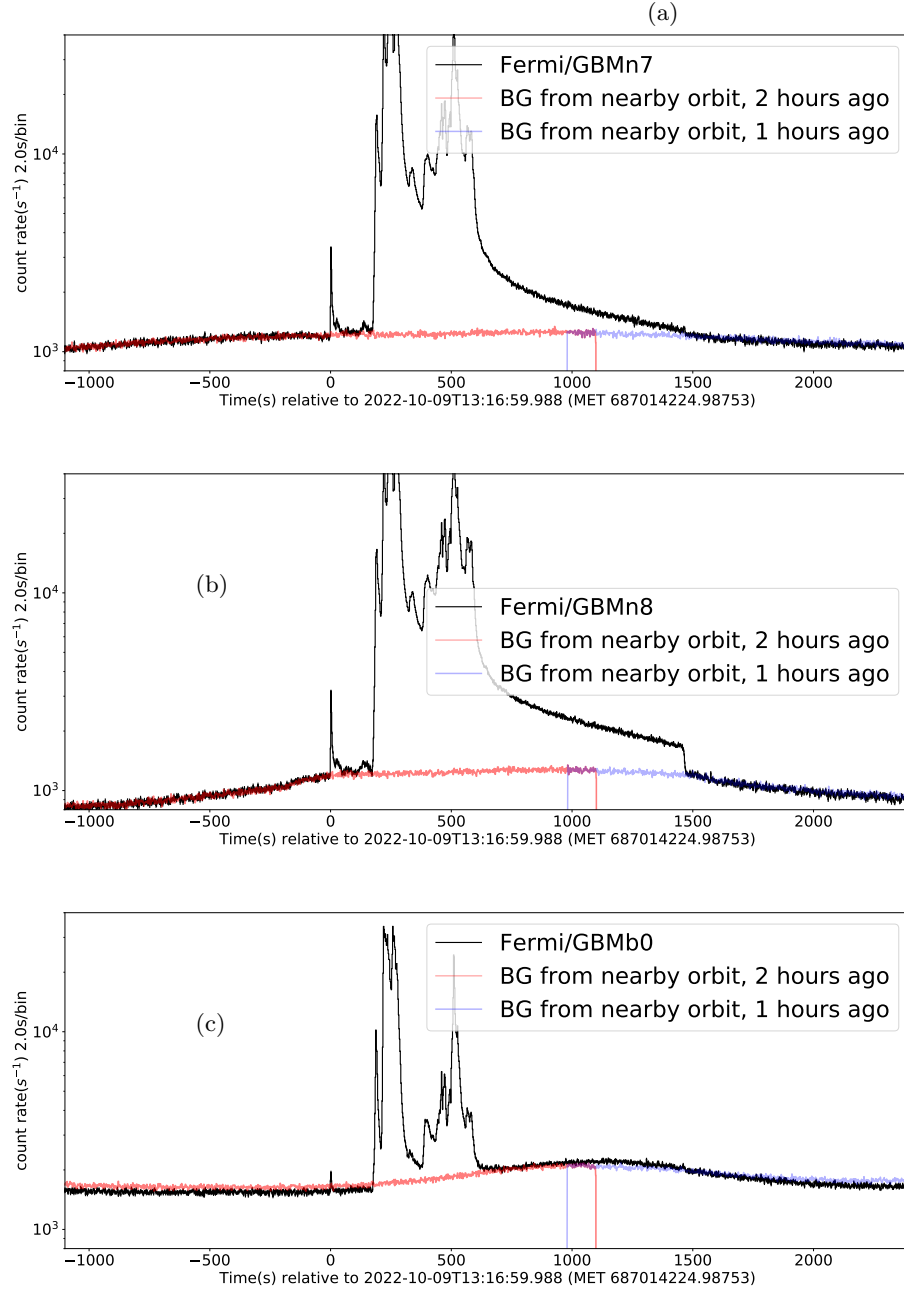 (a)
Fermi/GBMn7
BG from nearby orbit, 2 hours ago
BG from nearby orbit, 1 hours ago
count rate(s⁻¹) 2.0s/bin
10⁴
10³
−1000 −500 0 500 1000 1500 2000
Time(s) relative to 2022-10-09T13:16:59.988 (MET 687014224.98753)
(b)
Fermi/GBMn8
BG from nearby orbit, 2 hours ago
BG from nearby orbit, 1 hours ago
count rate(s⁻¹) 2.0s/bin
10⁴
10³
−1000 −500 0 500 1000 1500 2000
Time(s) relative to 2022-10-09T13:16:59.988 (MET 687014224.98753)
(c)
Fermi/GBMb0
BG from nearby orbit, 2 hours ago
BG from nearby orbit, 1 hours ago
count rate(s⁻¹) 2.0s/bin
10⁴
10³
−1000 −500 0 500 1000 1500 2000
Time(s) relative to 2022-10-09T13:16:59.988 (MET 687014224.98753)